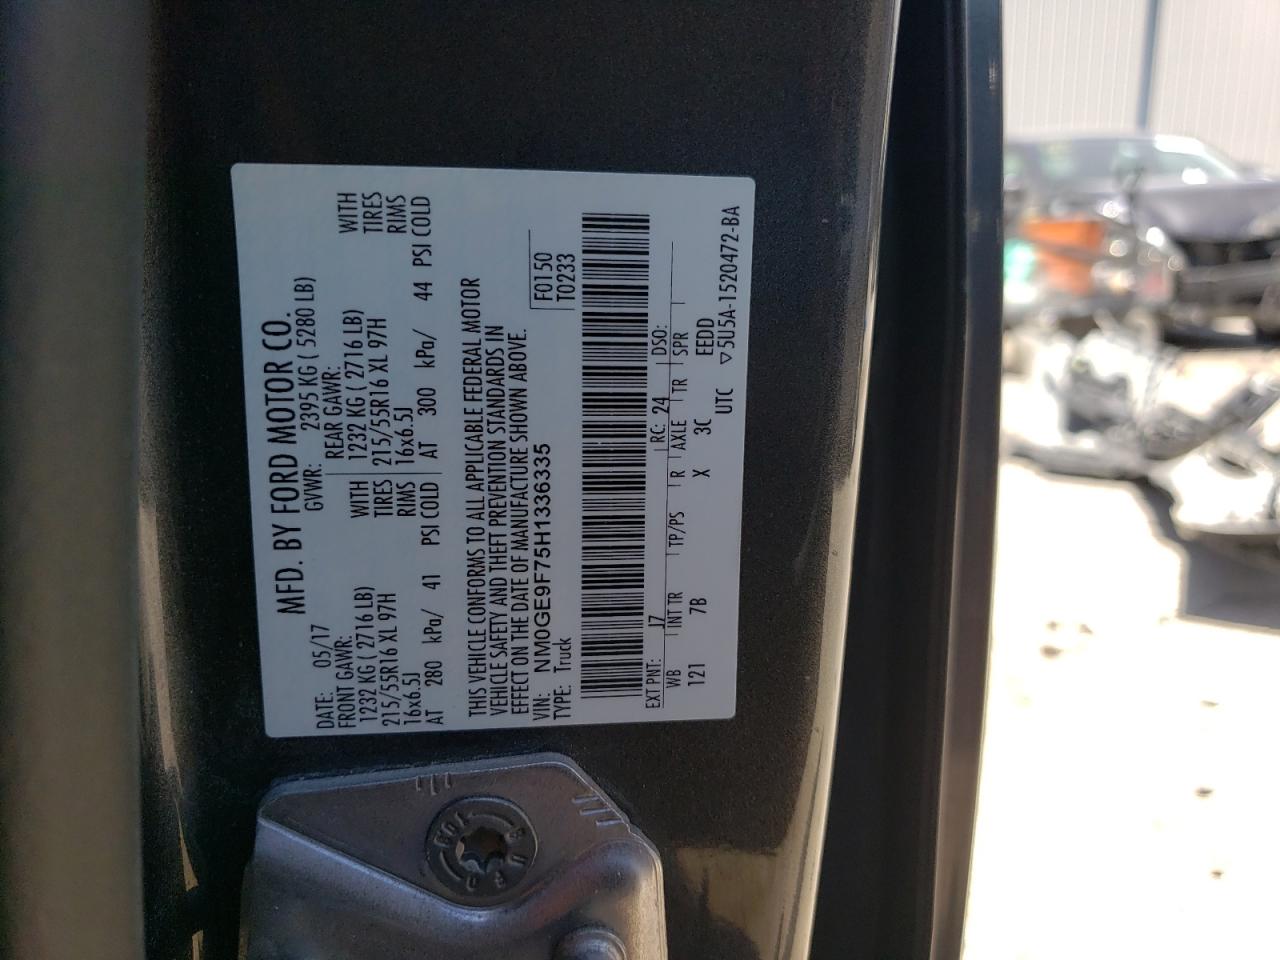 MFD. BY FORD MOTOR CO.
DATE: 05/17 GVWR: 2395 KG ( 5280 LB)
FRONT GAWR: REAR GAWR:
1232 KG ( 2716 LB) WITH 1232 KG ( 2716 LB) WITH
215/55R16 XL 97H TIRES 215/55R16 XL 97H TIRES
16x6.5J RIMS 16x6.5J RIMS
AT 280 kPa/ 41 PSI COLD AT 300 kPa/ 44 PSI COLD
THIS VEHICLE CONFORMS TO ALL APPLICABLE FEDERAL MOTOR
VEHICLE SAFETY AND THEFT PREVENTION STANDARDS IN
EFFECT ON THE DATE OF MANUFACTURE SHOWN ABOVE.
VIN: NM0GE9F75H1336335 F0150
TYPE: Truck T0233
EXT PNT: J7 RC: 24 DSO:
WB INT TR TP/PS R AXLE TR SPR
121 7B X 3C EEDD
UTC ▽5U5A-1520472-BA